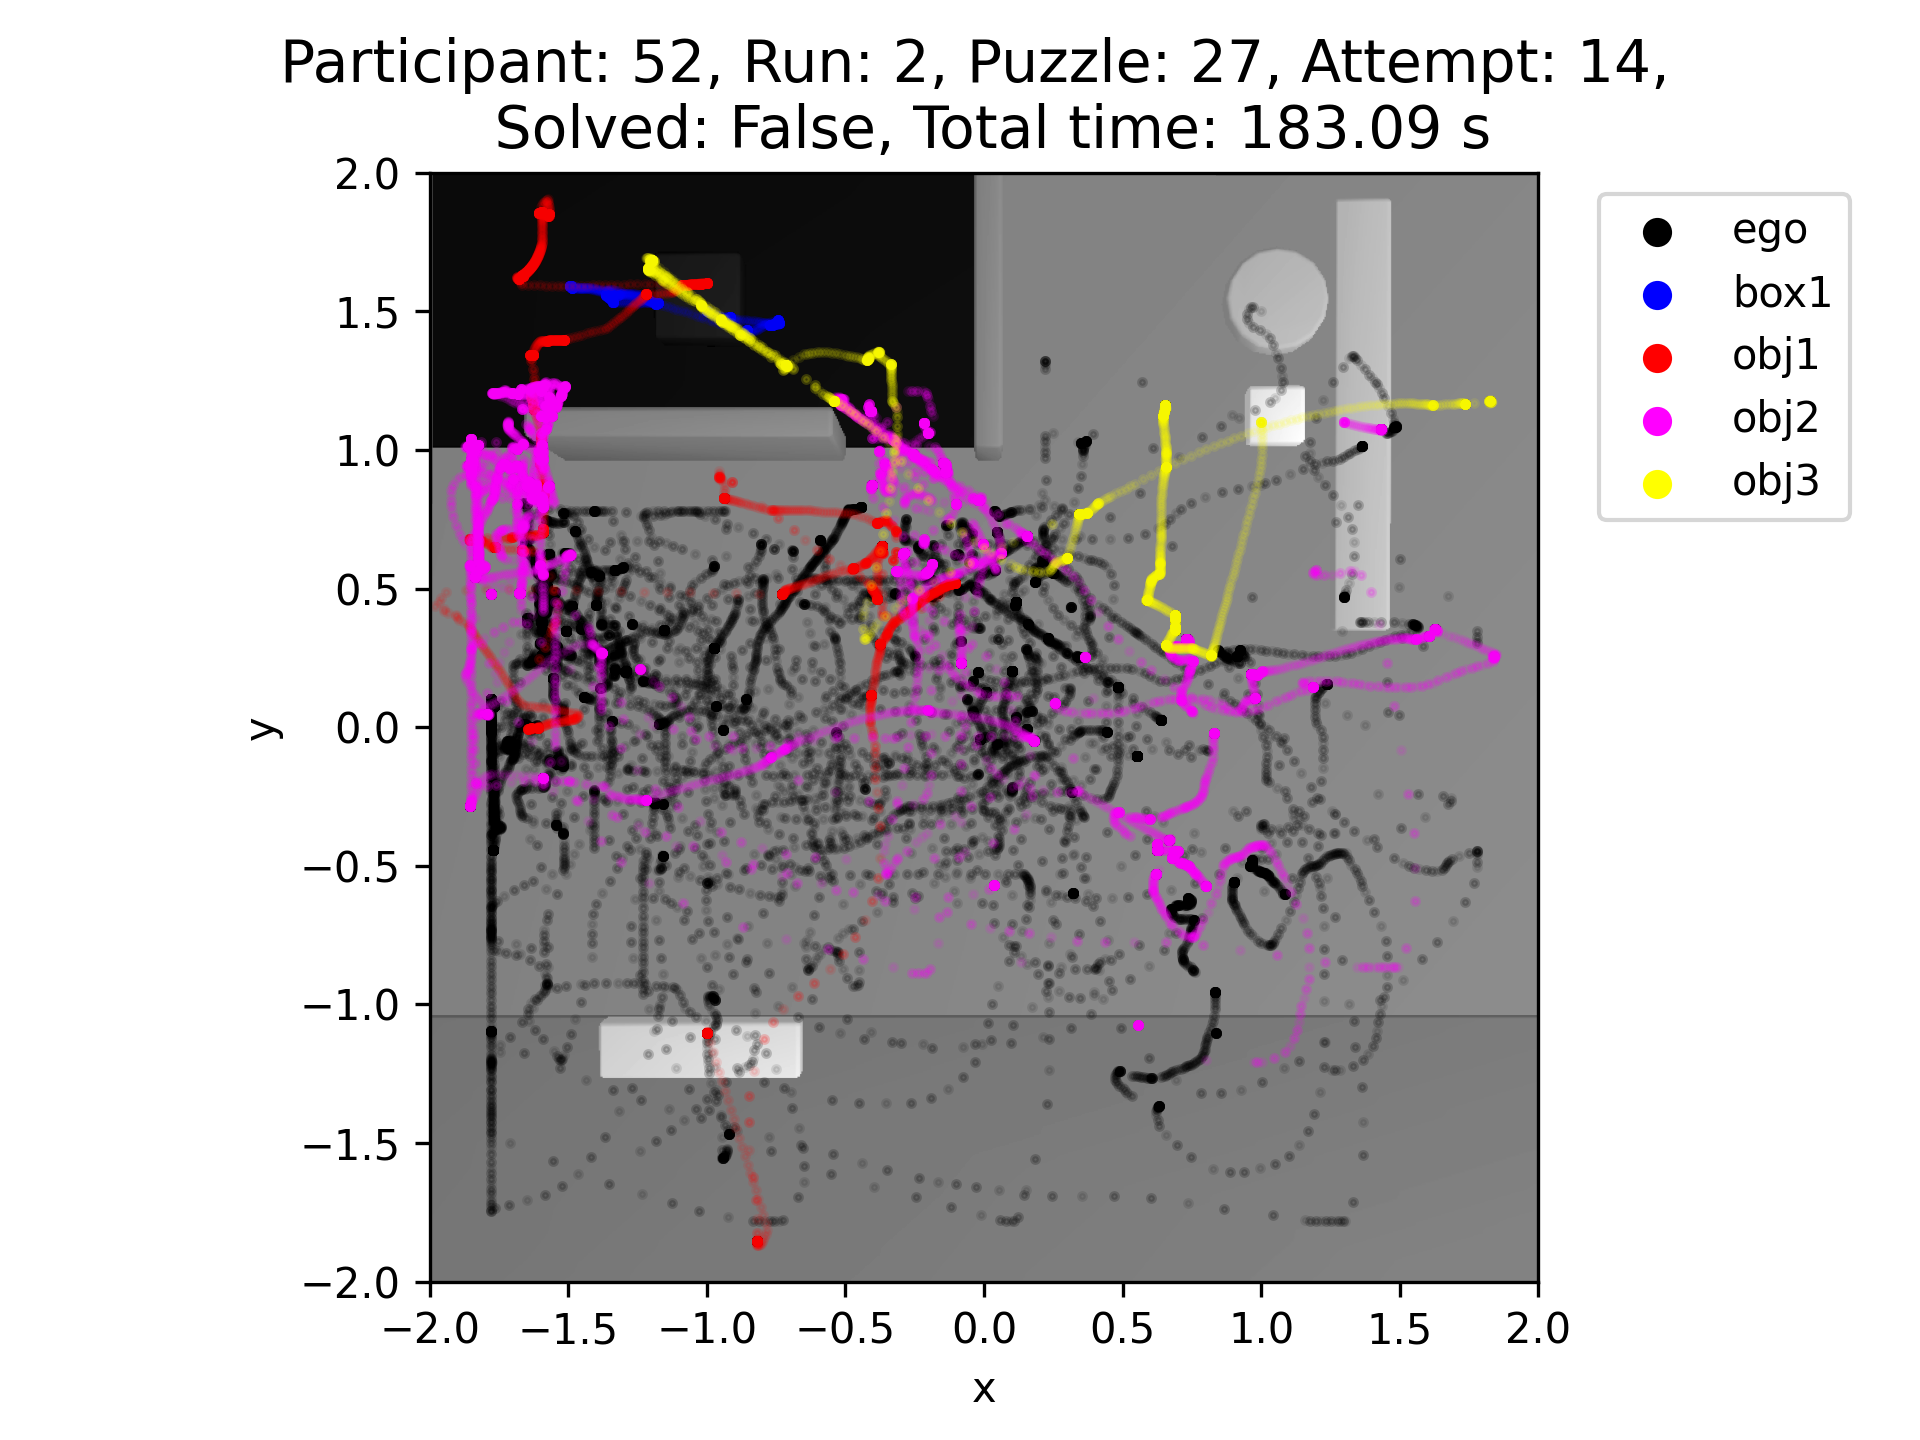 Participant: 52, Run: 2, Puzzle: 27, Attempt: 14,
Solved: False, Total time: 183.09 s
2.0
1.5
1.0
0.5
0.0
−0.5
−1.0
−1.5
−2.0
y
−2.0 −1.5 −1.0 −0.5 0.0 0.5 1.0 1.5 2.0
x
ego
box1
obj1
obj2
obj3